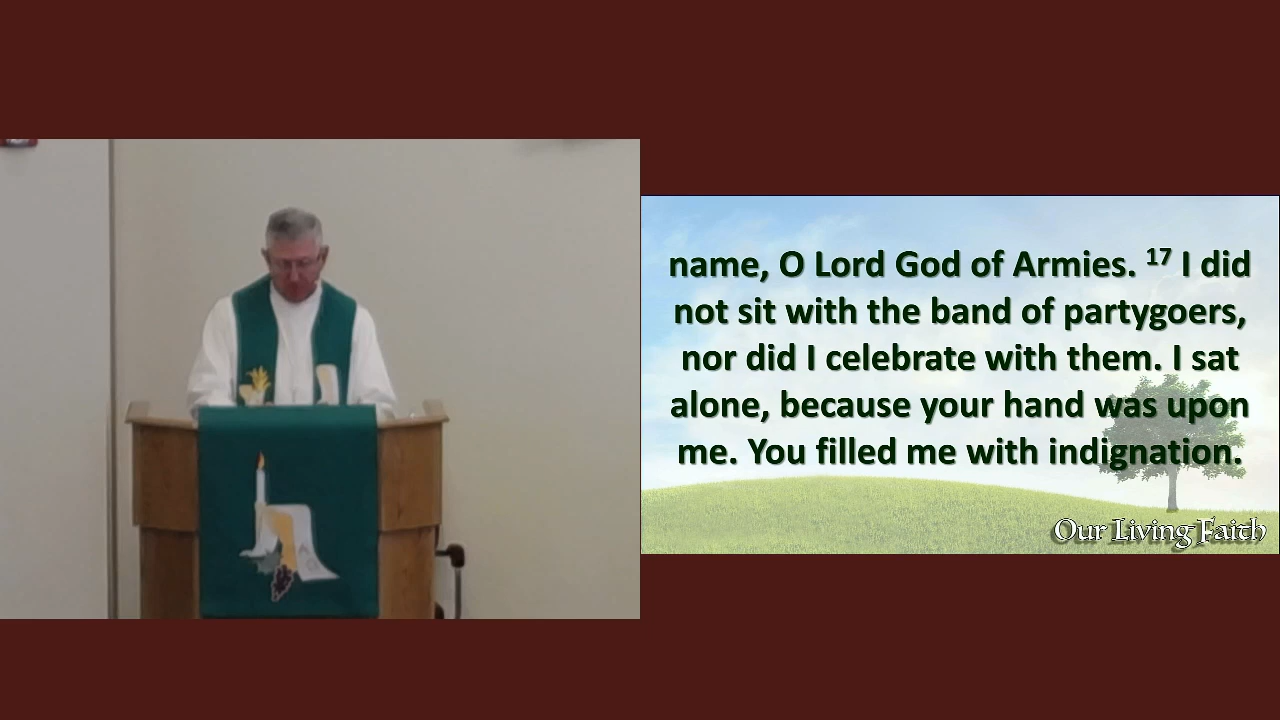 name, O Lord God of Armies. ¹⁷ I did
not sit with the band of partygoers,
nor did I celebrate with them. I sat
alone, because your hand was upon
me. You filled me with indignation.
Our Living Faith